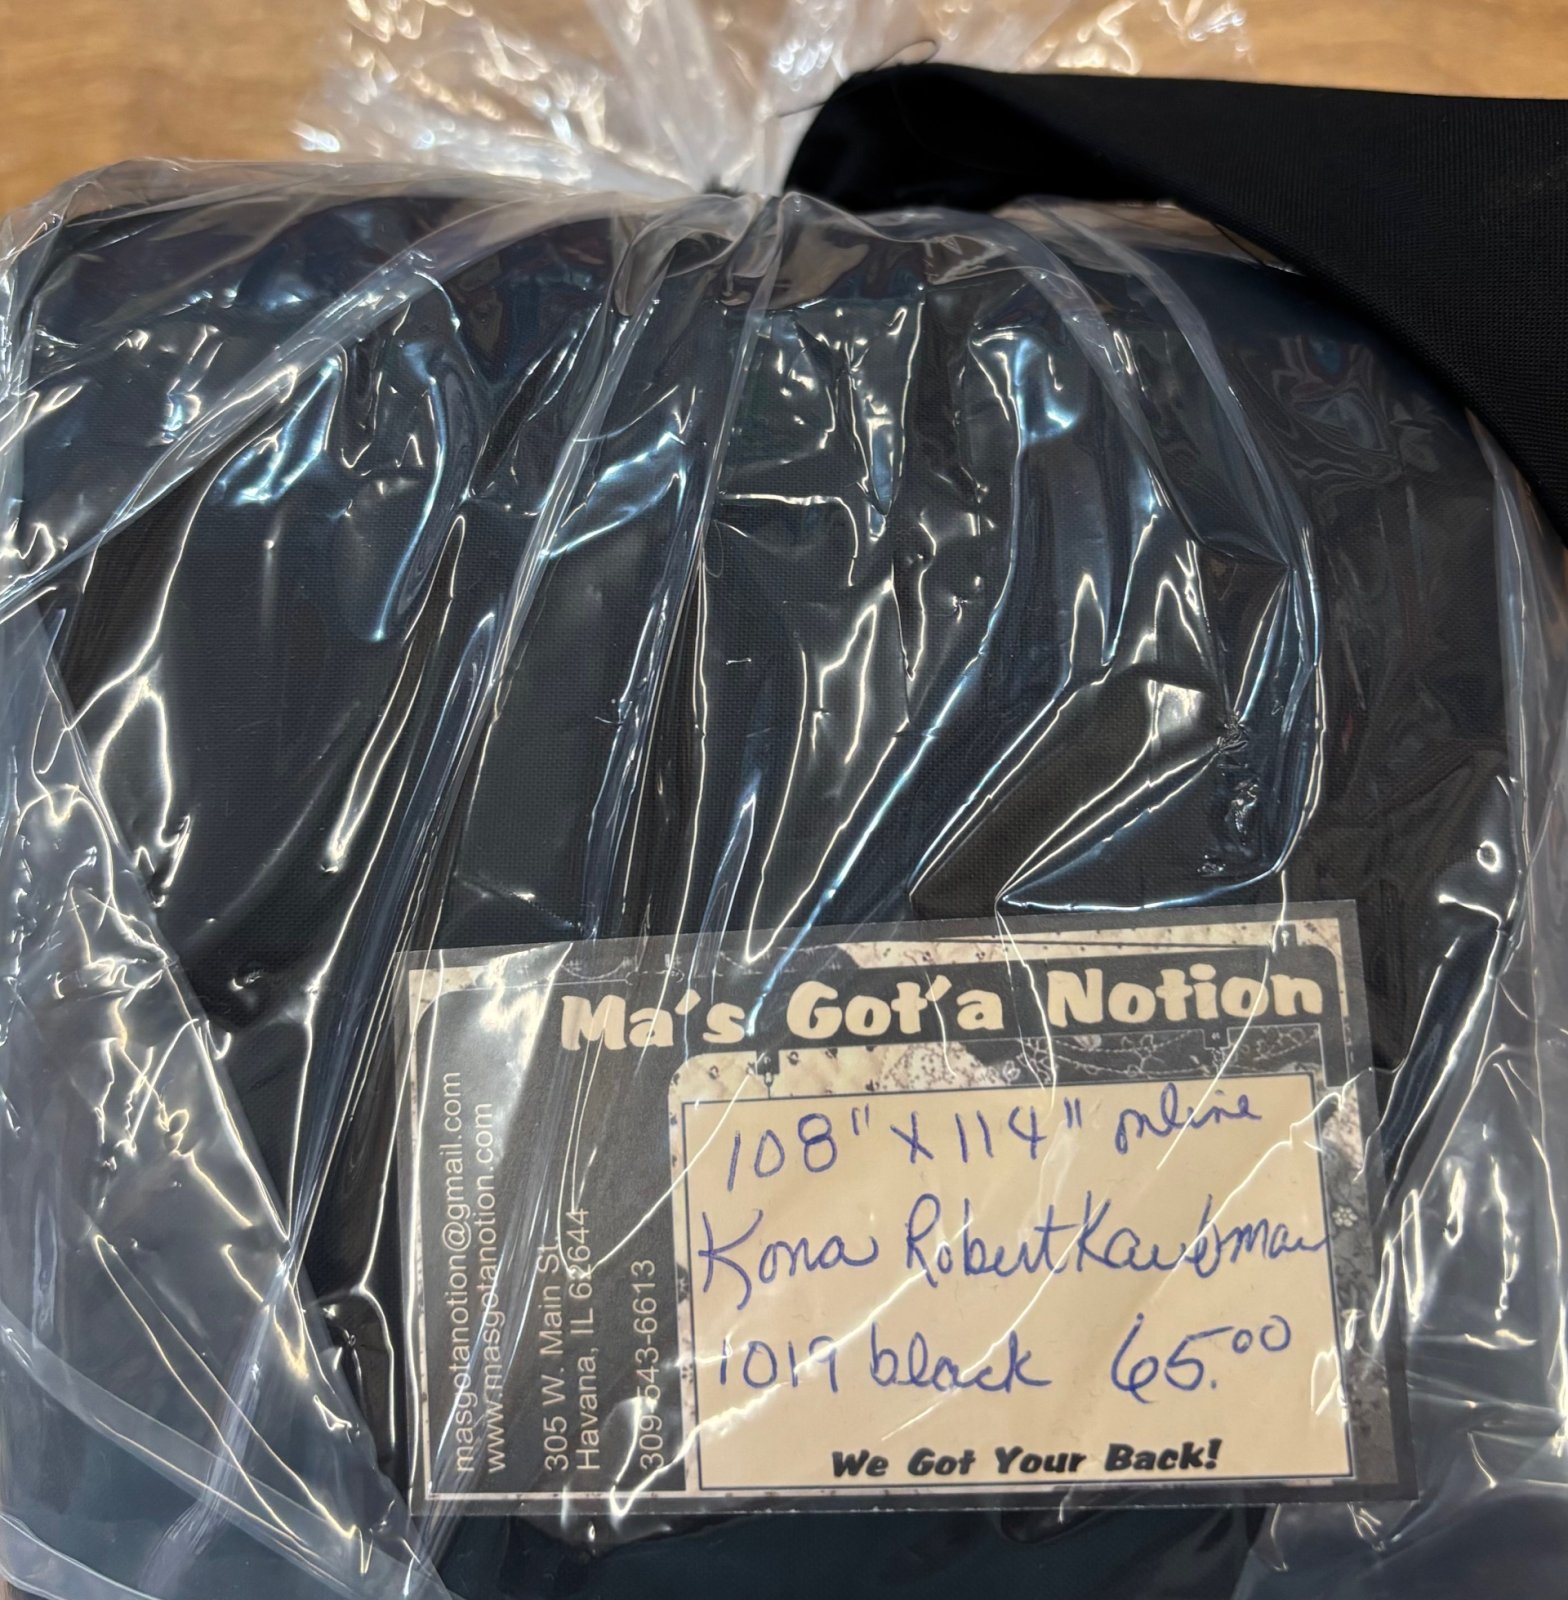 Ma's Got'a Notion
108" x 114" online
Kona Robert Kaufman
1019 black 65.00
We Got Your Back!
masgotanotion@gmail.com
www.masgotanotion.com
305 W. Main St.
Havana, IL 62644
309-543-6613